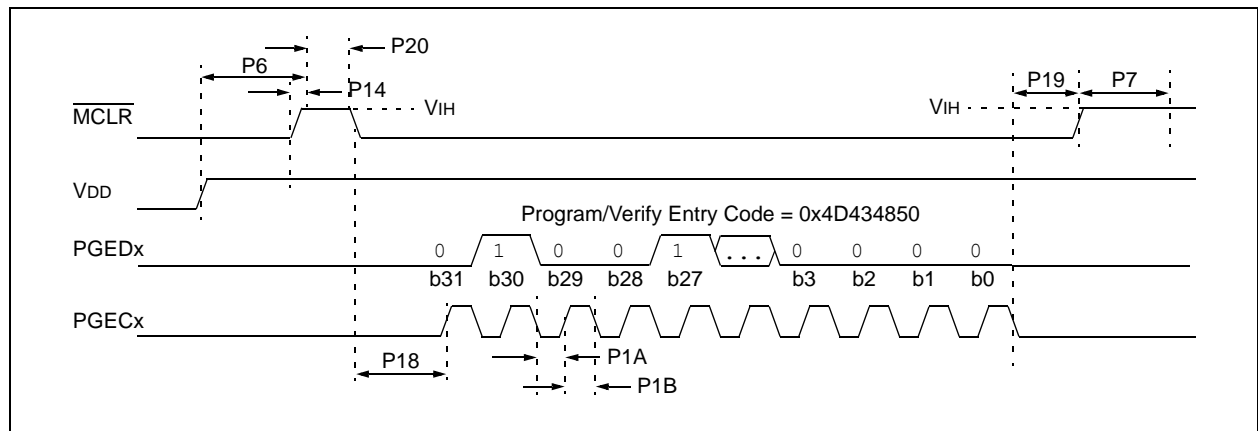 P20
P6
P14
P19 P7
MCLR
VIH
VIH
VDD
Program/Verify Entry Code = 0x4D434850
PGEDx
0 1 0 0 1 ... 0 0 0 0
b31 b30 b29 b28 b27 b3 b2 b1 b0
PGECx
P18
P1A
P1B